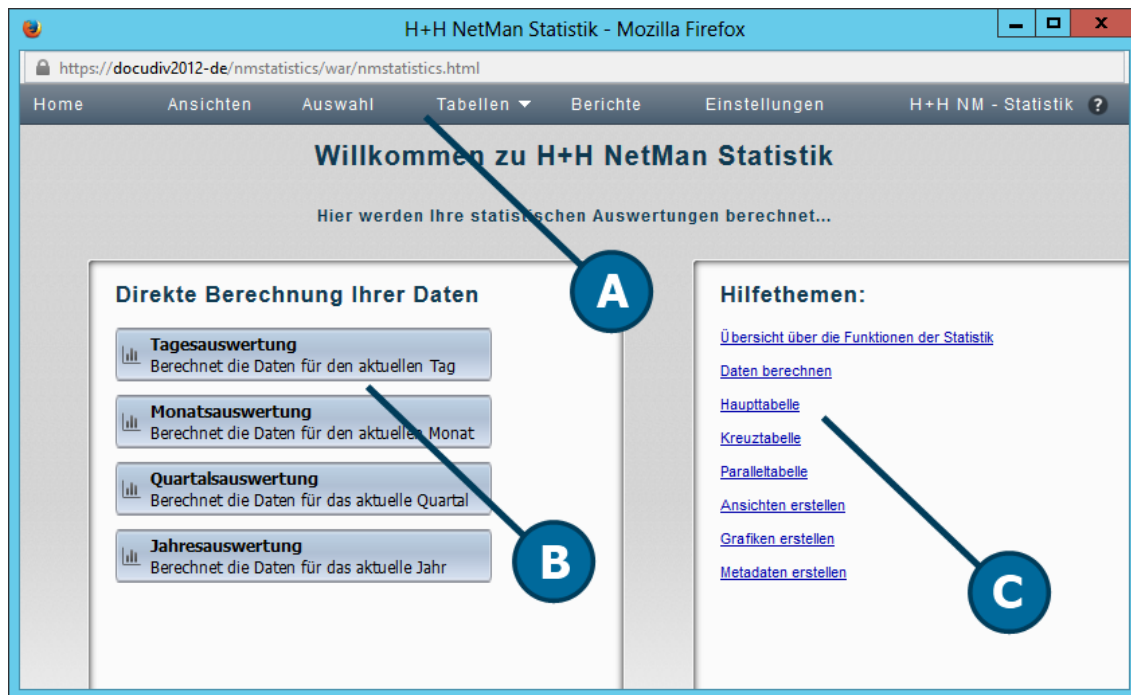 H+H NetMan Statistik - Mozilla Firefox
https://docudiv2012-de/nmstatistics/war/nmstatistics.html
Home Ansichten Auswahl Tabellen Berichte Einstellungen H+H NM - Statistik ?
Willkommen zu H+H NetMan Statistik
Hier werden Ihre statistischen Auswertungen berechnet...
A
Direkte Berechnung Ihrer Daten
Tagesauswertung
Berechnet die Daten für den aktuellen Tag
Monatsauswertung
Berechnet die Daten für den aktuellen Monat
Quartalsauswertung
Berechnet die Daten für das aktuelle Quartal
Jahresauswertung
Berechnet die Daten für das aktuelle Jahr
B
Hilfethemen:
Übersicht über die Funktionen der Statistik
Daten berechnen
Haupttabelle
Kreuztabelle
Paralleltabelle
Ansichten erstellen
Grafiken erstellen
Metadaten erstellen
C